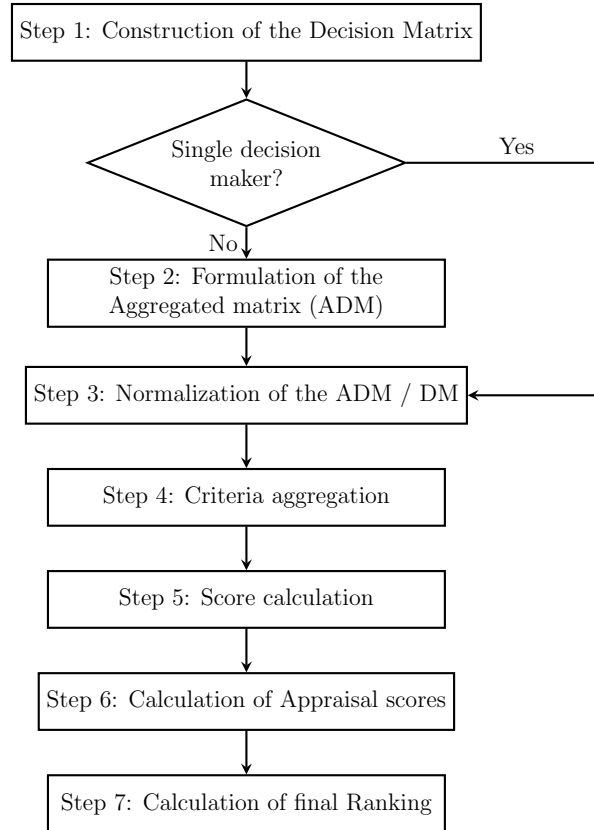 Step 1: Construction of the Decision Matrix
Single decision
maker?
Yes
No
Step 2: Formulation of the
Aggregated matrix (ADM)
Step 3: Normalization of the ADM / DM
Step 4: Criteria aggregation
Step 5: Score calculation
Step 6: Calculation of Appraisal scores
Step 7: Calculation of final Ranking